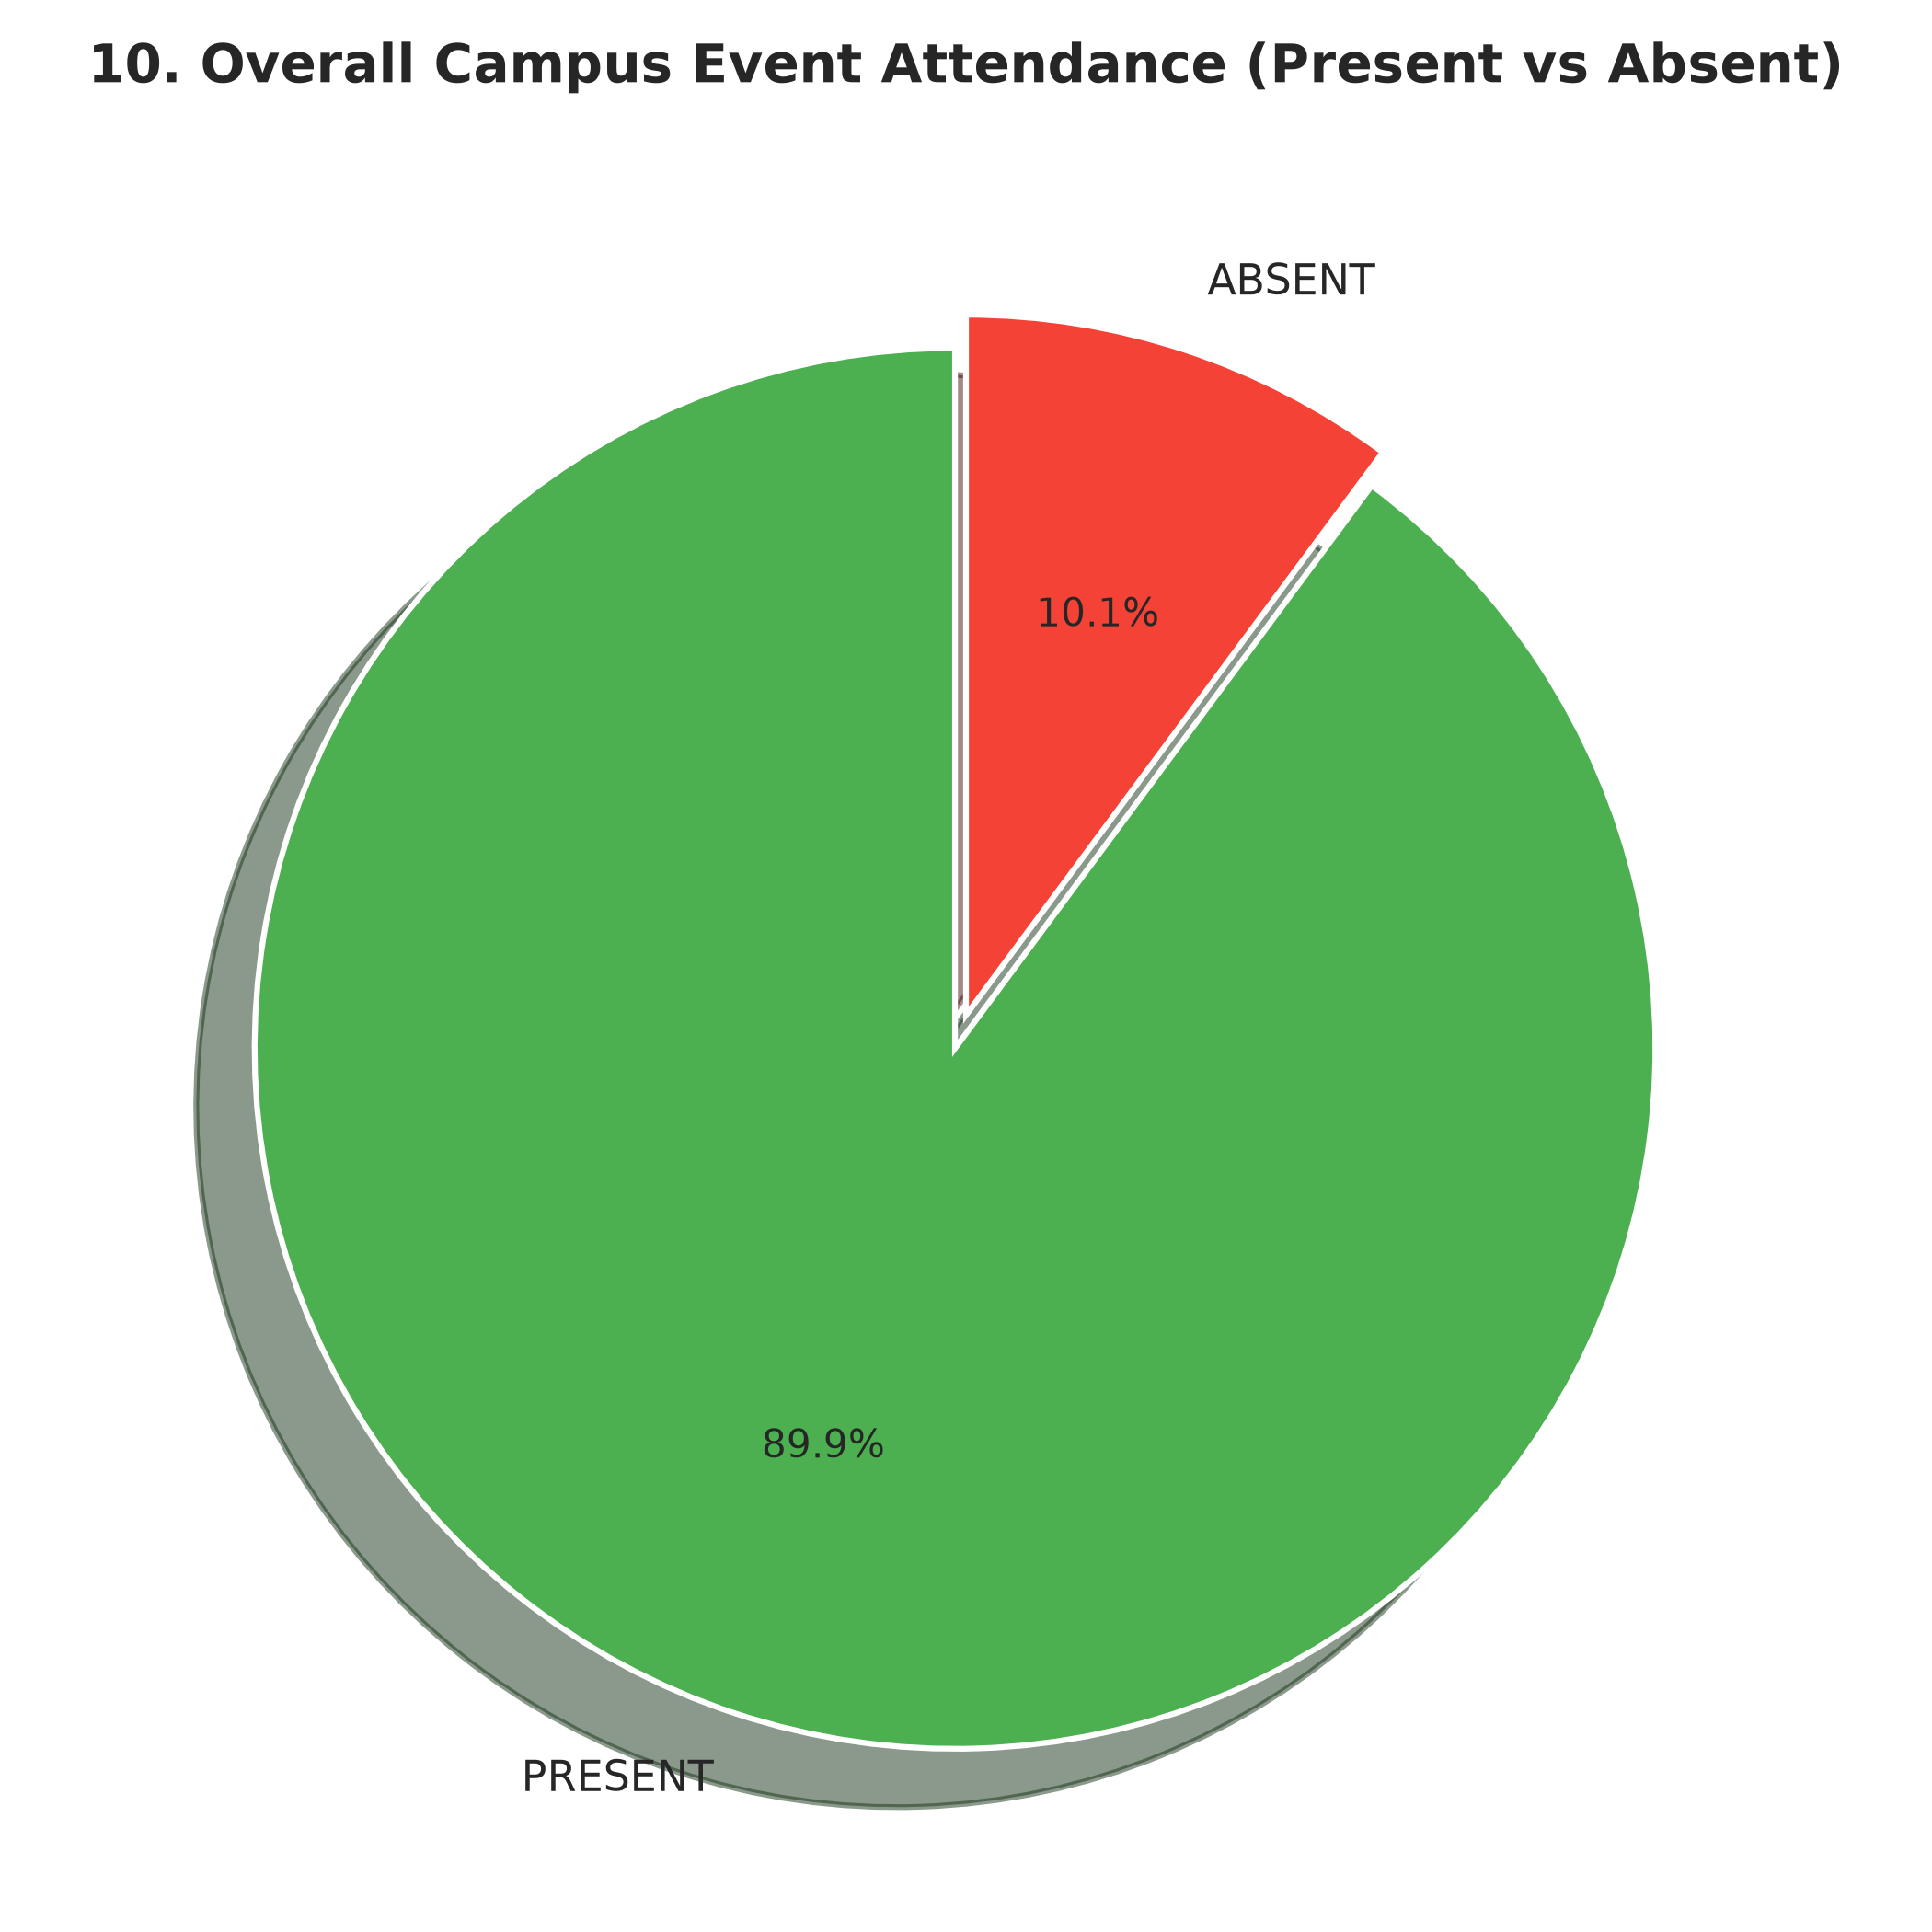 10. Overall Campus Event Attendance (Present vs Absent)
ABSENT
10.1%
89.9%
PRESENT